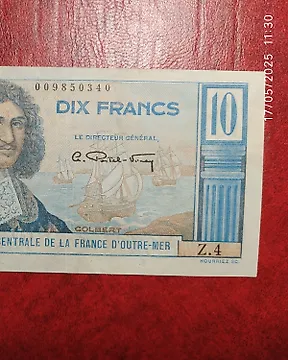 009850340
DIX FRANCS
10
LE DIRECTEUR GÉNÉRAL
COLBERT
CENTRALE DE LA FRANCE D'OUTRE-MER
Z.4
17/05/2025 11:30